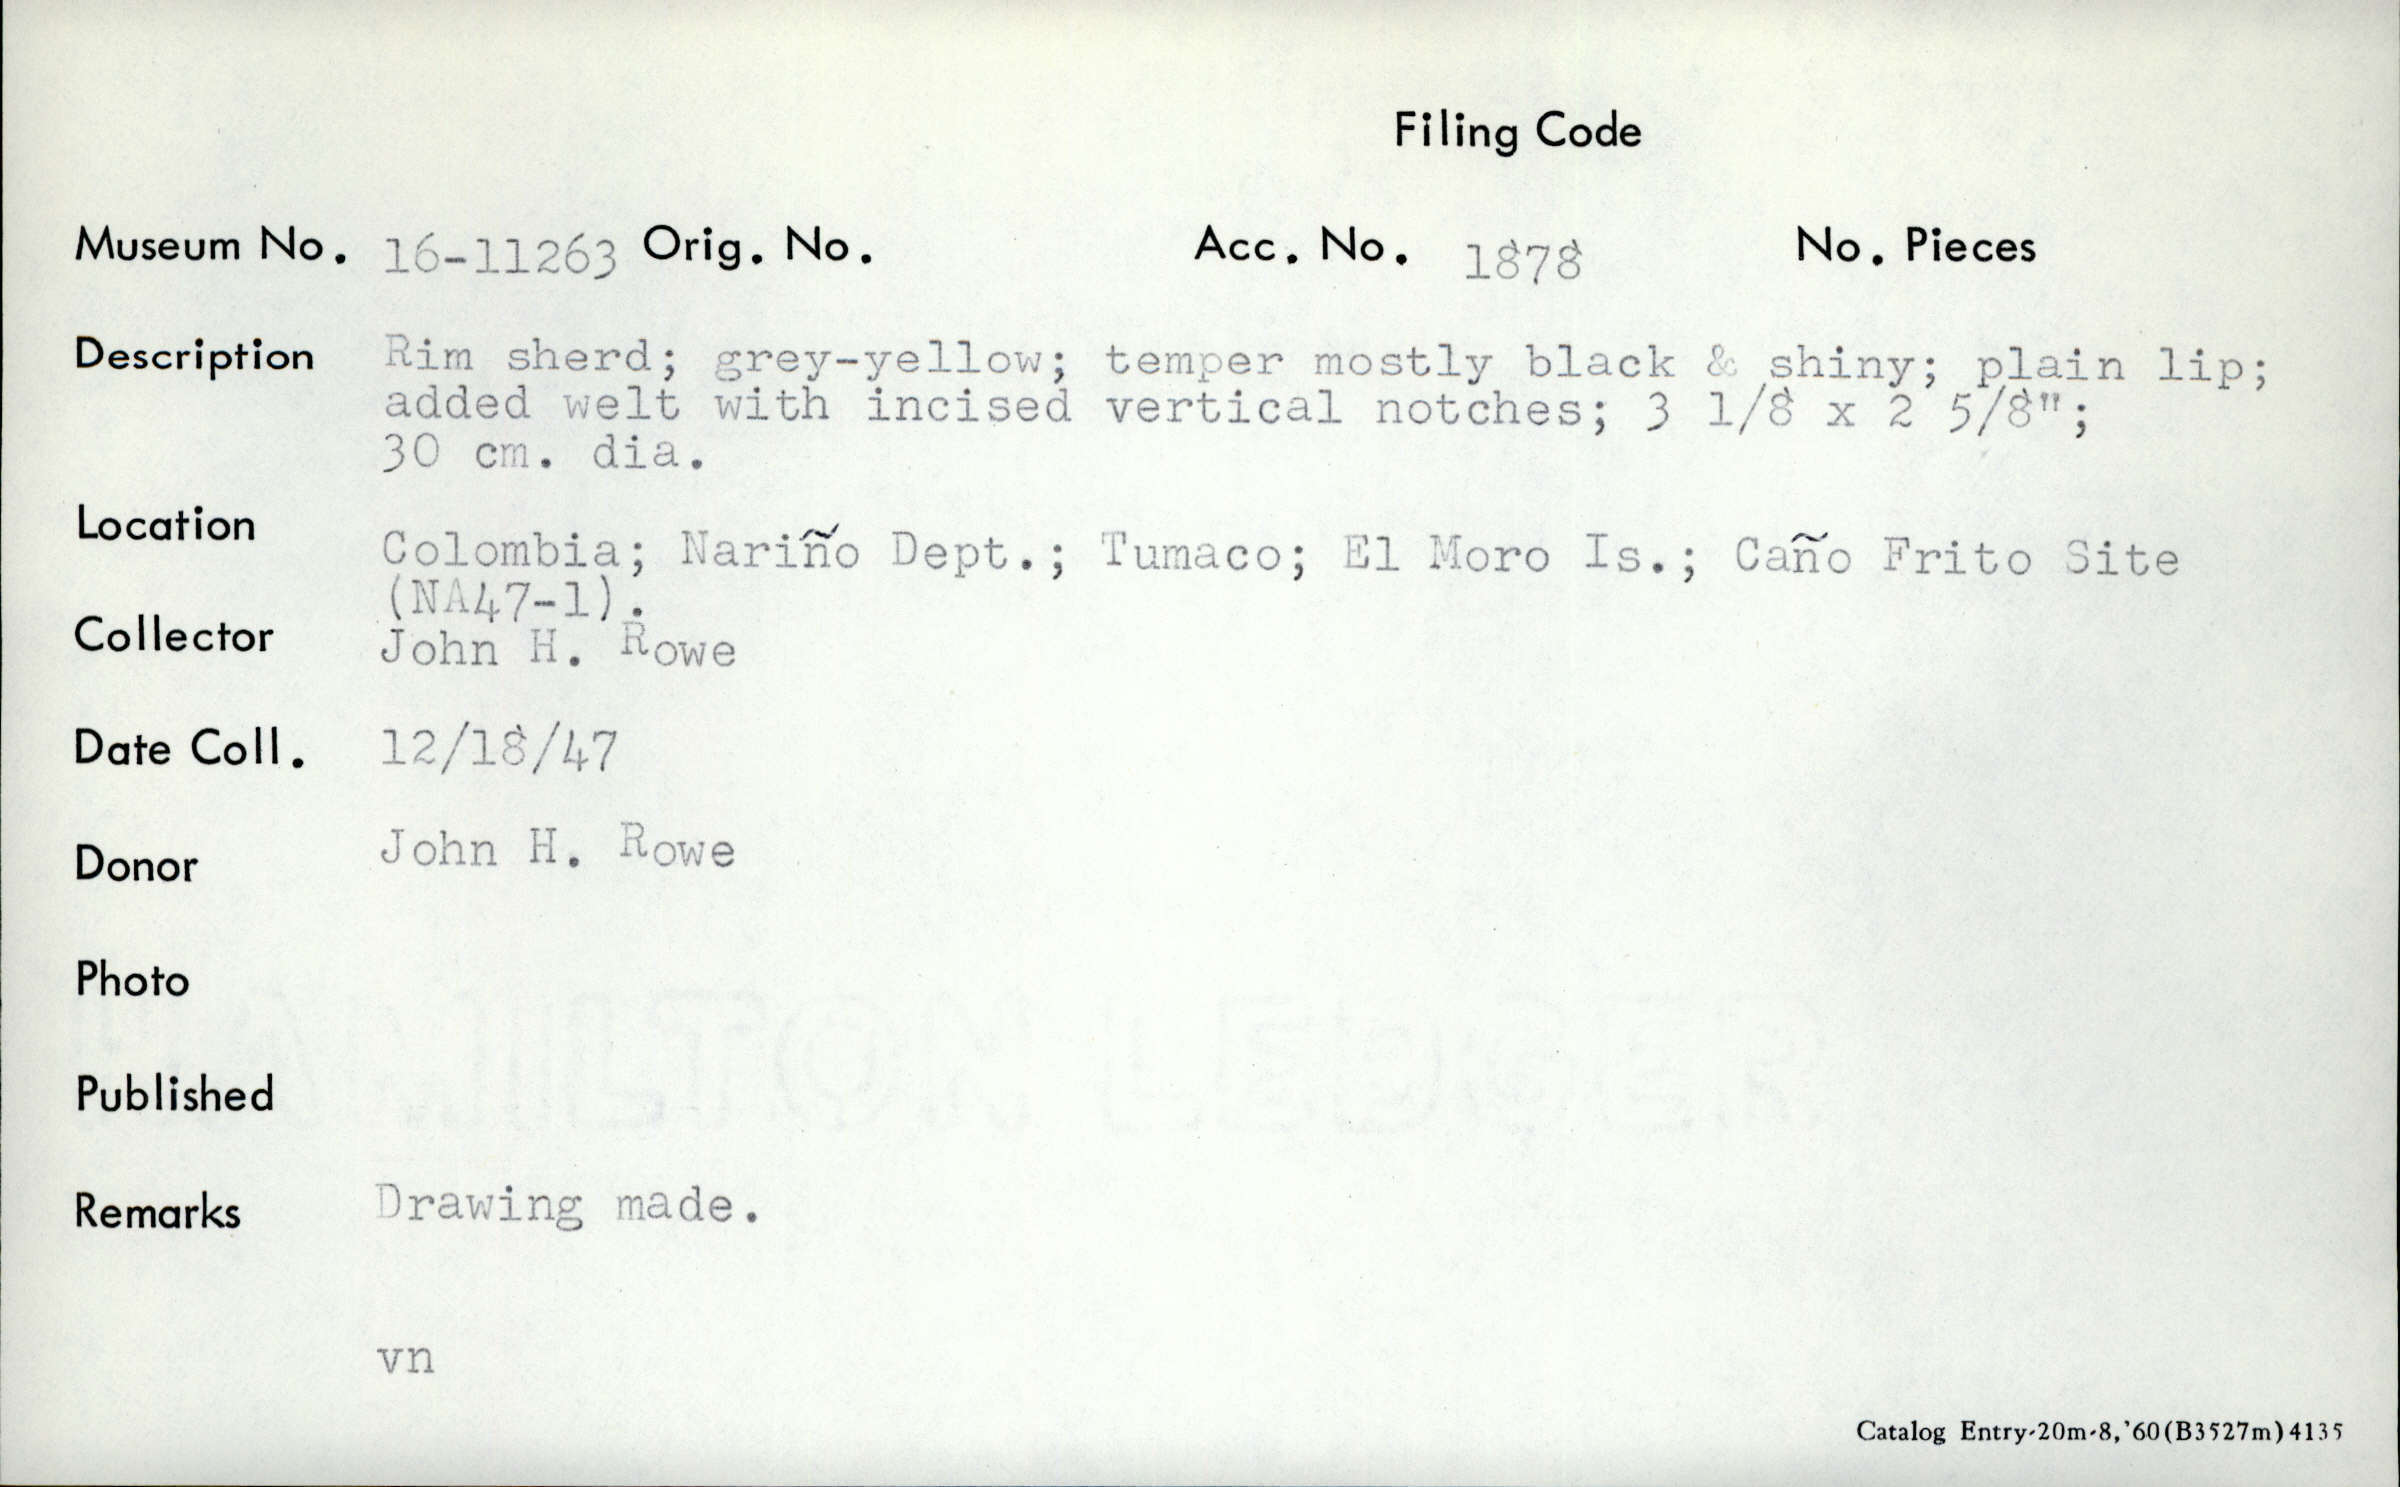 Filing Code
Museum No. 16-11263 Orig. No. Acc. No. 1878 No. Pieces
Description Rim sherd; grey-yellow; temper mostly black & shiny; plain lip;
added welt with incised vertical notches; 3 1/8 x 2 5/8";
30 cm. dia.
Location Colombia; Nariño Dept.; Tumaco; El Moro Is.; Caño Frito Site
(NA47-1).
Collector John H. Rowe
Date Coll. 12/18/47
Donor John H. Rowe
Photo
Published
Remarks Drawing made.
vn
Catalog Entry-20m-8,'60(B3527m)4135